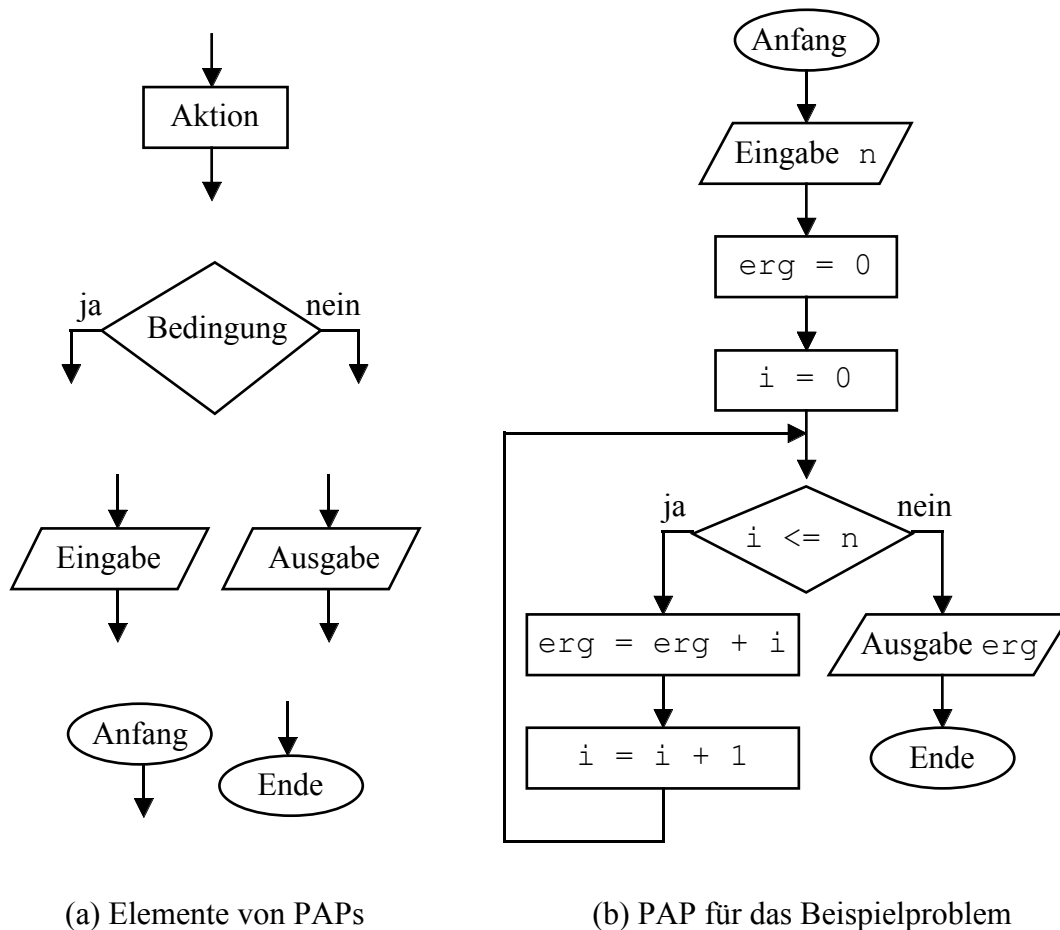 Aktion
ja
nein
Bedingung
Eingabe
Ausgabe
Anfang
Ende
(a) Elemente von PAPs
Anfang
Eingabe n
erg = 0
i = 0
ja
nein
i <= n
erg = erg + i
Ausgabe erg
i = i + 1
Ende
(b) PAP für das Beispielproblem